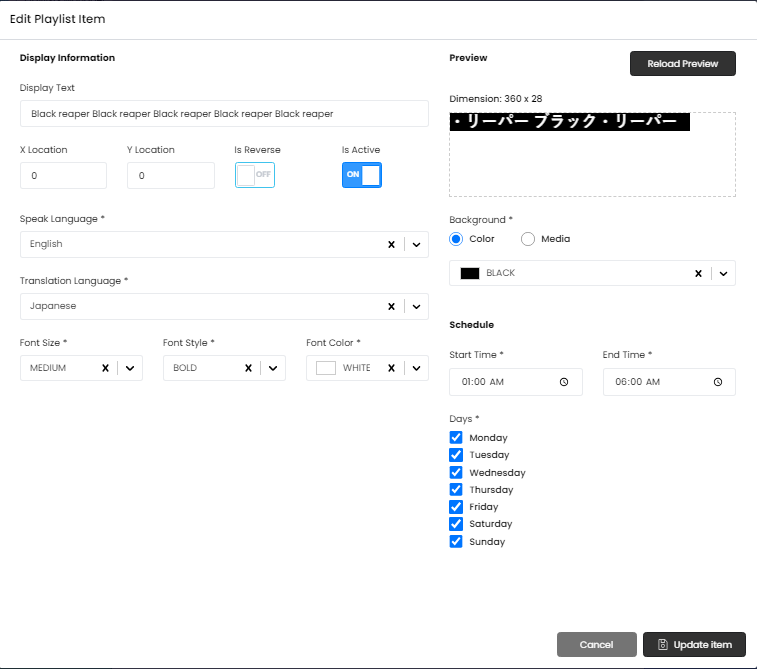 Edit Playlist Item
Display Information
Display Text
Black reaper Black reaper Black reaper Black reaper Black reaper
X Location Y Location Is Reverse Is Active
0 0 OFF ON
Speak Language *
English
Translation Language *
Japanese
Font Size * Font Style * Font Color *
MEDIUM BOLD WHITE
Preview
Reload Preview
Dimension: 360 x 28
・リーパー ブラック・リーパー
Background *
Color Media
BLACK
Schedule
Start Time * End Time *
01:00 AM 06:00 AM
Days *
Monday
Tuesday
Wednesday
Thursday
Friday
Saturday
Sunday
Cancel Update item